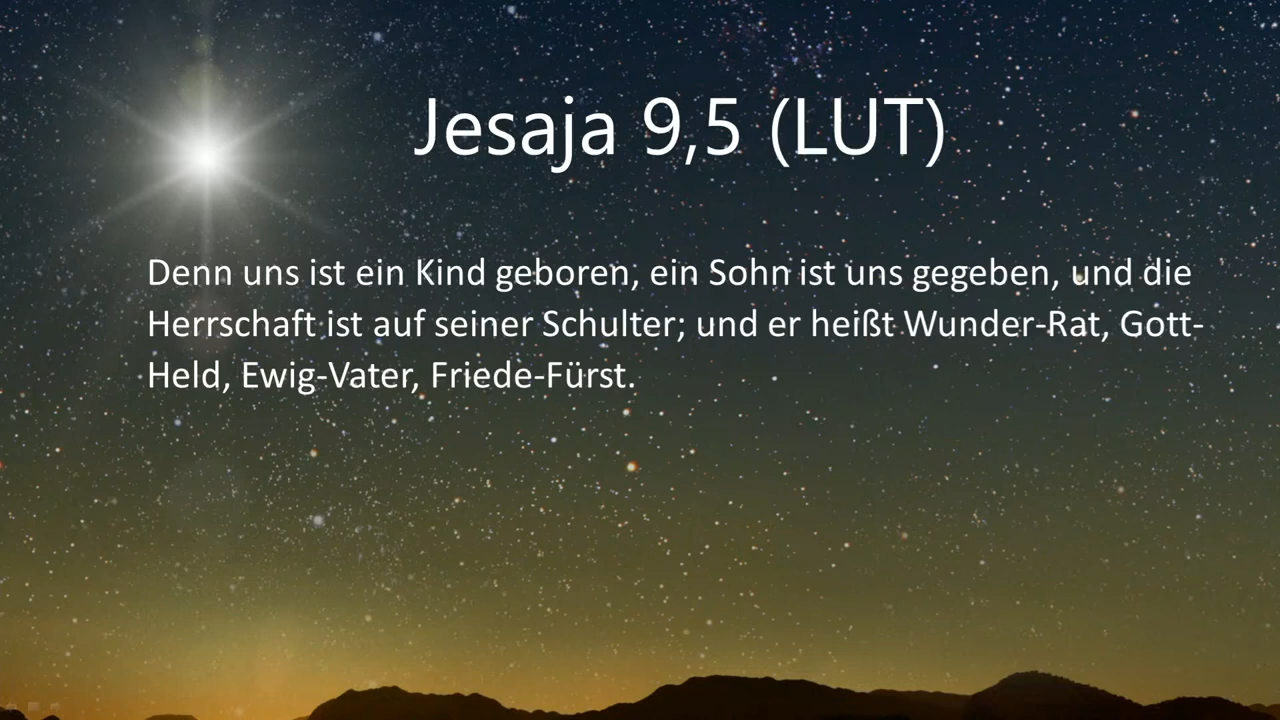 Jesaja 9,5 (LUT)
Denn uns ist ein Kind geboren, ein Sohn ist uns gegeben, und die
Herrschaft ist auf seiner Schulter; und er heißt Wunder-Rat, Gott-
Held, Ewig-Vater, Friede-Fürst.